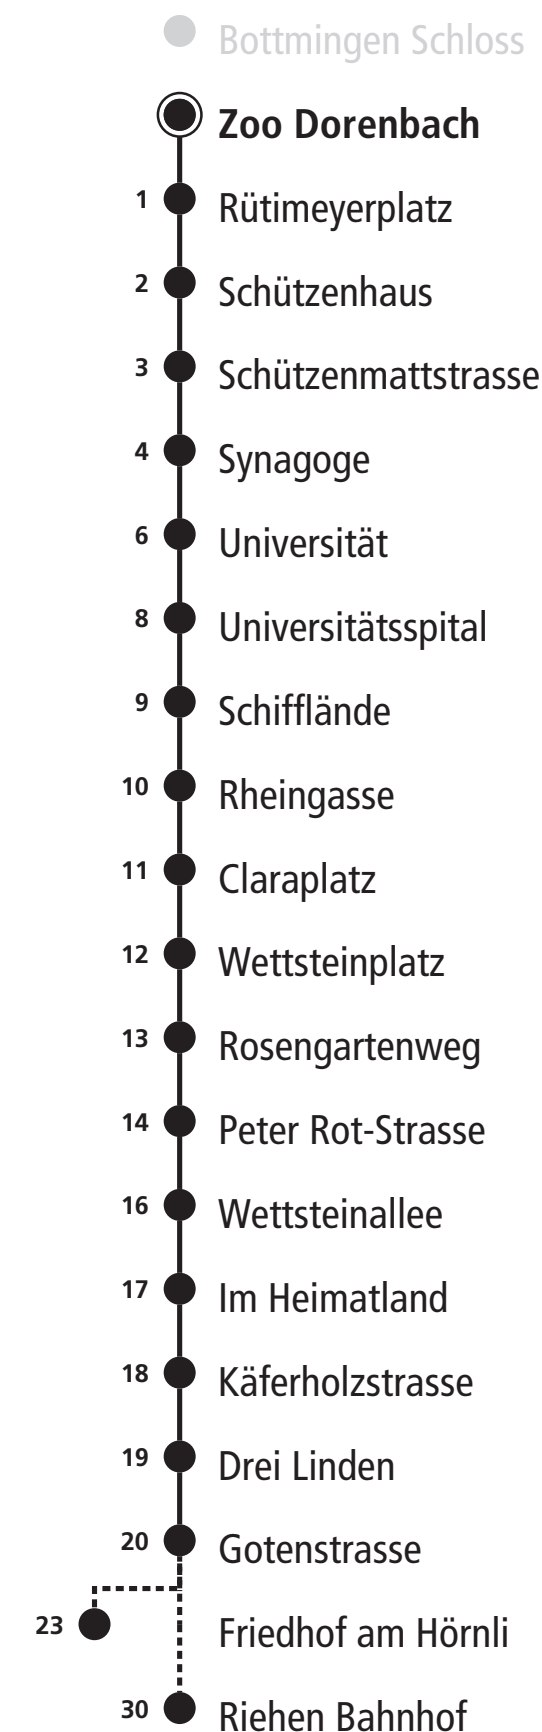 Bottmingen Schloss
Zoo Dorenbach
1 Rütimeyerplatz
2 Schützenhaus
3 Schützenmattstrasse
4 Synagoge
6 Universität
8 Universitätsspital
9 Schifflände
10 Rheingasse
11 Claraplatz
12 Wettsteinplatz
13 Rosengartenweg
14 Peter Rot-Strasse
16 Wettsteinallee
17 Im Heimatland
18 Käferholzstrasse
19 Drei Linden
20 Gotenstrasse
23 Friedhof am Hörnli
30 Riehen Bahnhof